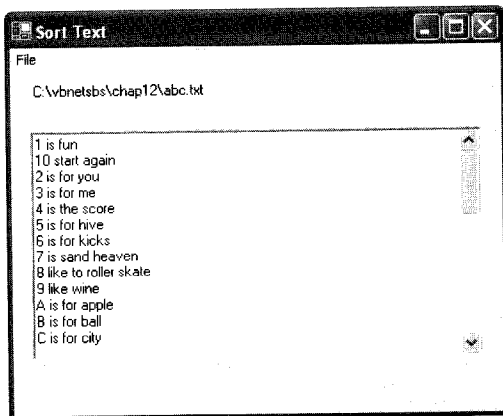 Sort Text
File
C:\vbnetsbs\chap12\abc.txt
1 is fun
10 start again
2 is for you
3 is for me
4 is the score
5 is for hive
6 is for kicks
7 is sand heaven
8 like to roller skate
9 like wine
A is for apple
B is for ball
C is for city